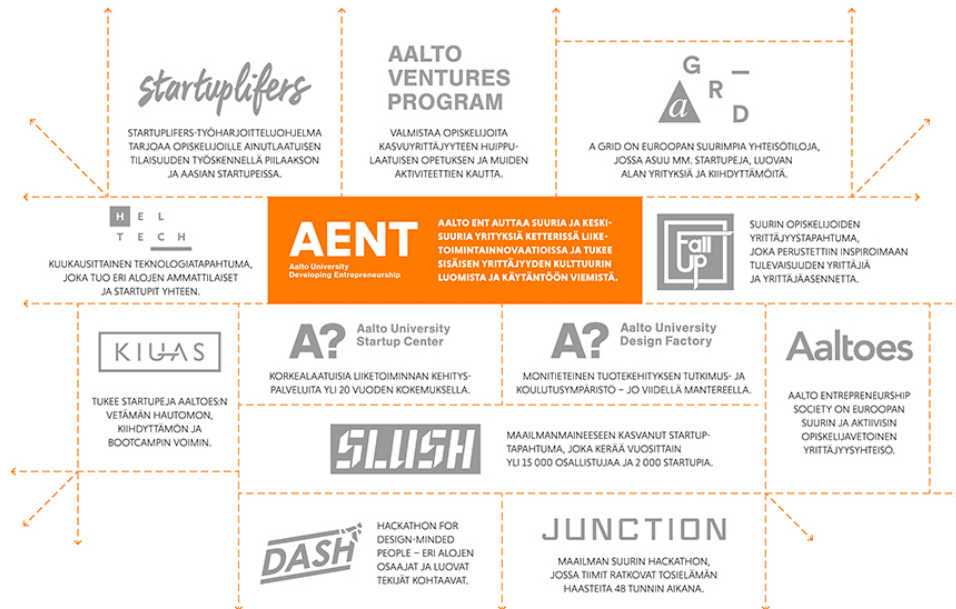 startuplifers
STARTUPLIFERS-TYÖHARJOITTELUOHJELMA
TARJOAA OPISKELIJOILLE AINUTLAATUISEN
TILAISUUDEN TYÖSKENNELLÄ PIILAAKSON
JA AASIAN STARTUPEISSA.
AALTO
VENTURES
PROGRAM
VALMISTAA OPISKELIJOITA
KASVUYRITTÄJYYTEEN HUIPPU-
LAATUISEN OPETUKSEN JA MUIDEN
AKTIVITEETTIEN KAUTTA.
a G R I D
A GRID ON EUROOPAN SUURIMPIA YHTEISÖTILOJA,
JOSSA ASUU MM. STARTUPEJA, LUOVAN
ALAN YRITYKSIÄ JA KIIHDYTTÄMÖITÄ.
HEL
TECH
KUUKAUSITTAINEN TEKNOLOGIATAPAHTUMA,
JOKA TUO ERI ALOJEN AMMATTILAISET
JA STARTUPIT YHTEEN.
AENT
Aalto University
Developing Entrepreneurship
AALTO ENT AUTTAA SUURIA JA KESKI-
SUURIA YRITYKSIÄ KETTERISSÄ LIIKE-
TOIMINTAINNOVAATIOISSA JA TUKEE
SISÄISEN YRITTÄJYYDEN KULTTUURIN
LUOMISTA JA KÄYTÄNTÖÖN VIEMISTÄ.
Fall
Up
SUURIN OPISKELIJOIDEN
YRITTÄJYYSTAPAHTUMA,
JOKA PERUSTETTIIN INSPIROIMAAN
TULEVAISUUDEN YRITTÄJIÄ
JA YRITTÄJÄASENNETTA.
KIUAS
TUKEE STARTUPEJA AALTOES:N
VETÄMÄN HAUTOMON,
KIIHDYTTÄMÖN JA
BOOTCAMPIN VOIMIN.
A?
Aalto University
Startup Center
KORKEALAATUISIA LIIKETOIMINNAN KEHITYS-
PALVELUITA YLI 20 VUODEN KOKEMUKSELLA.
A?
Aalto University
Design Factory
MONITIETEINEN TUOTEKEHITYKSEN TUTKIMUS- JA
KOULUTUSYMPÄRISTÖ – JO VIIDELLÄ MANTEREELLA.
Aaltoes
AALTO ENTREPRENEURSHIP
SOCIETY ON EUROOPAN
SUURIN JA AKTIIVISIN
OPISKELIJAVETOINEN
YRITTÄJYYSYHTEISÖ.
SLUSH
MAAILMANMAINEESEEN KASVANUT STARTUP-
TAPAHTUMA, JOKA KERÄÄ VUOSITTAIN
YLI 15 000 OSALLISTUJAA JA 2 000 STARTUPIA.
DASH
HACKATHON FOR
DESIGN-MINDED
PEOPLE – ERI ALOJEN
OSAAJAT JA LUOVAT
TEKIJÄT KOHTAAVAT.
JUNCTION
MAAILMAN SUURIN HACKATHON,
JOSSA TIIMIT RATKOVAT TOSIELÄMÄN
HAASTEITA 48 TUNNIN AIKANA.